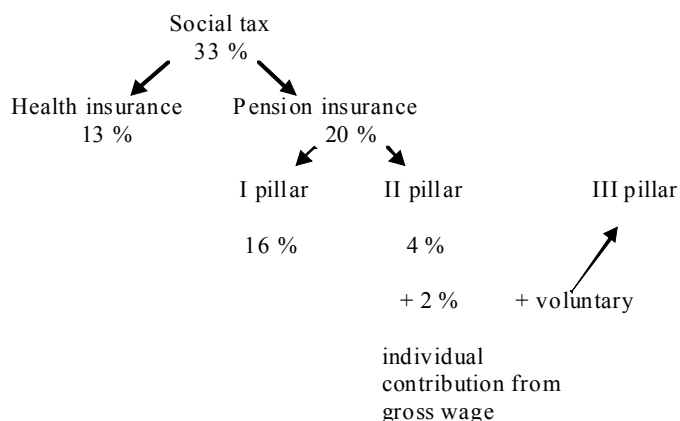 Social tax
33 %
Health insurance
13 %
Pension insurance
20 %
I pillar
II pillar
III pillar
16 %
4 %
+ 2 %
+ voluntary
individual
contribution from
gross wage